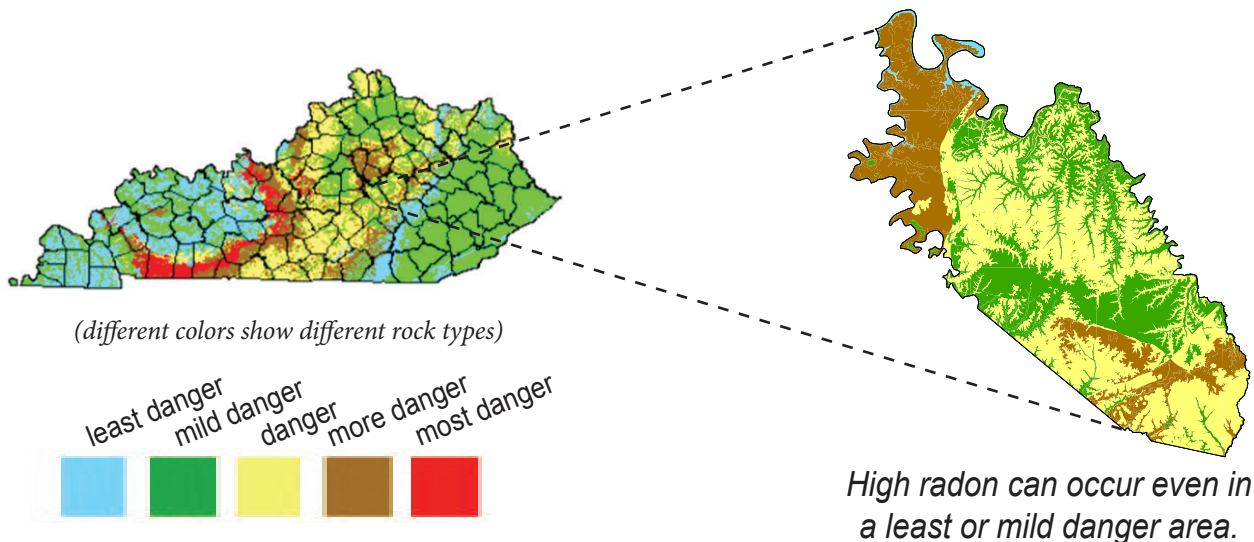 (different colors show different rock types)
least danger
mild danger
danger
more danger
most danger
High radon can occur even in
a least or mild danger area.